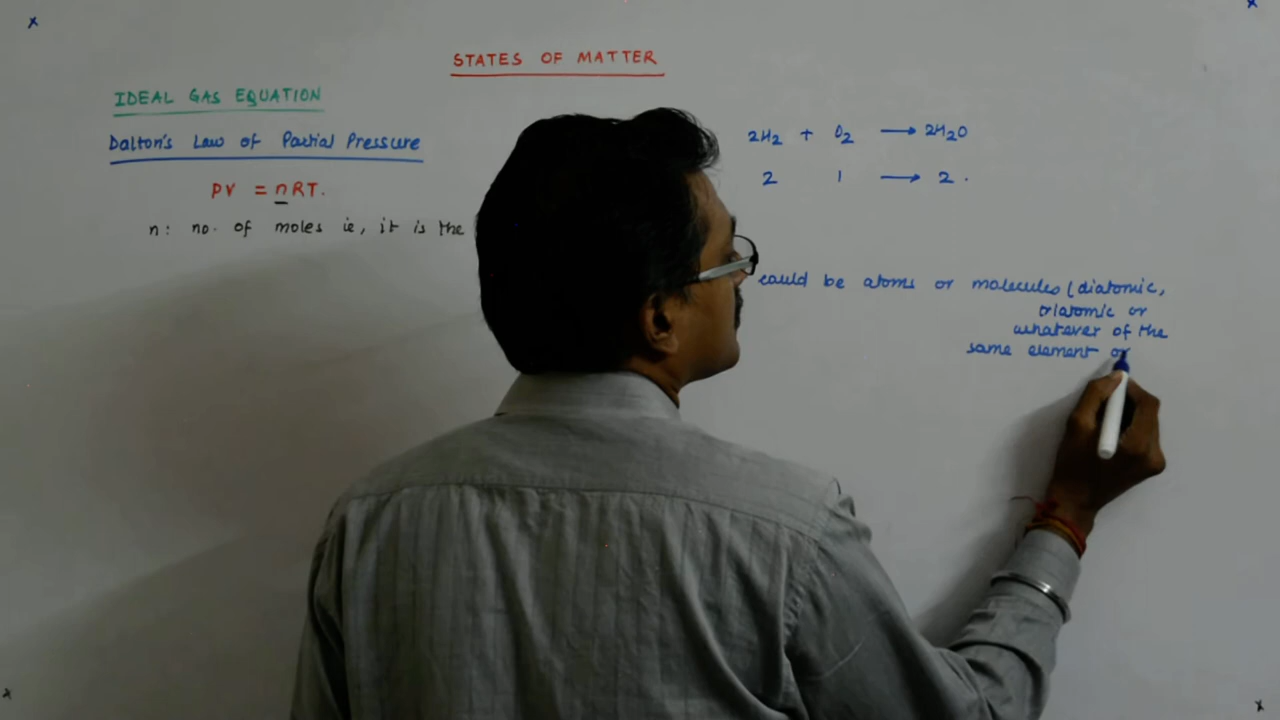 STATES OF MATTER
IDEAL GAS EQUATION
Dalton's Law of Partial Pressure
PV = nRT.
n: no. of moles ie, it is the
2H2 + O2 → 2H2O
2 1 → 2.
could be atoms or molecules (diatomic,
triatomic or
whatever of the
same element or